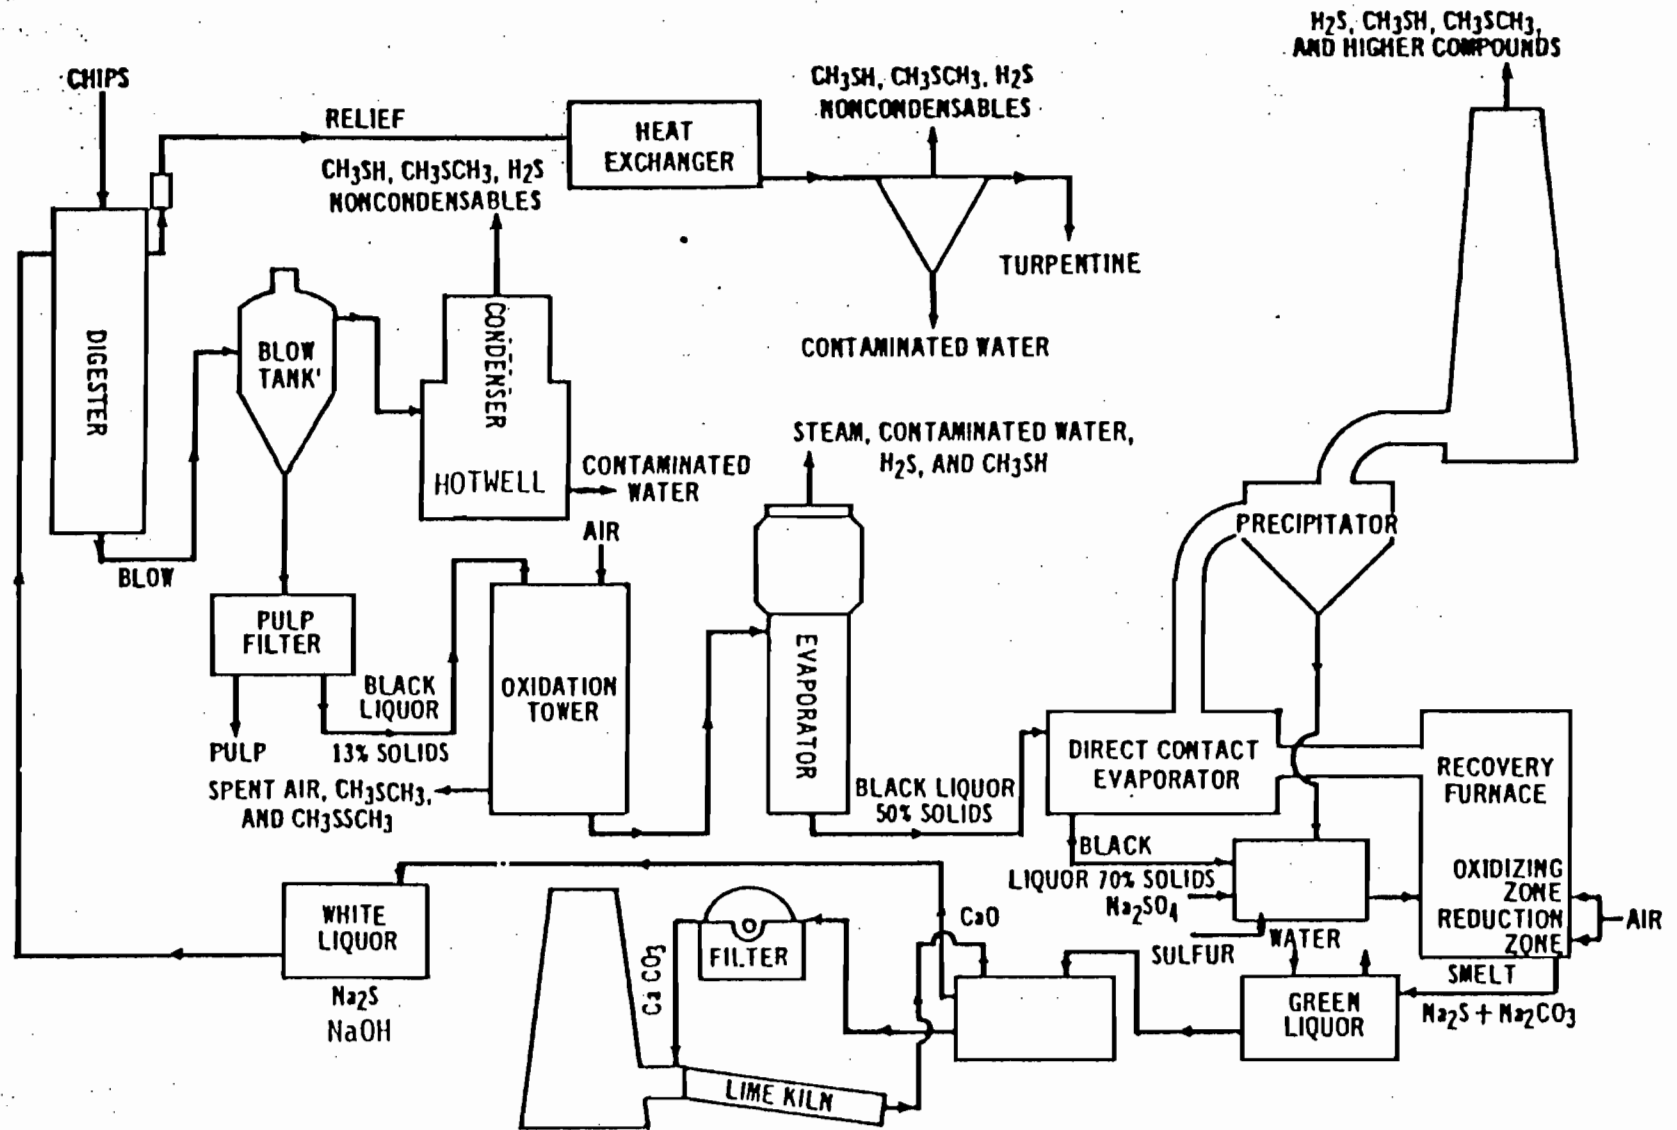 H2S, CH3SH, CH3SCH3,
AND HIGHER COMPOUNDS
CHIPS
RELIEF
HEAT
EXCHANGER
CH3SH, CH3SCH3, H2S
NONCONDENSABLES
CH3SH, CH3SCH3, H2S
NONCONDENSABLES
TURPENTINE
CONTAMINATED WATER
DIGESTER
BLOW
TANK
CONDENSER
HOTWELL
CONTAMINATED
WATER
STEAM, CONTAMINATED WATER,
H2S, AND CH3SH
PRECIPITATOR
AIR
BLOW
PULP
FILTER
BLACK
LIQUOR
13% SOLIDS
PULP
OXIDATION
TOWER
SPENT AIR, CH3SCH3,
AND CH3SSCH3
EVAPORATOR
BLACK LIQUOR
50% SOLIDS
DIRECT CONTACT
EVAPORATOR
RECOVERY
FURNACE
OXIDIZING
ZONE
REDUCTION
ZONE
AIR
BLACK
LIQUOR 70% SOLIDS
Na2SO4
SULFUR
WATER
SMELT
Na2S + Na2CO3
GREEN
LIQUOR
CaO
FILTER
Ca CO3
LIME KILN
WHITE
LIQUOR
Na2S
NaOH